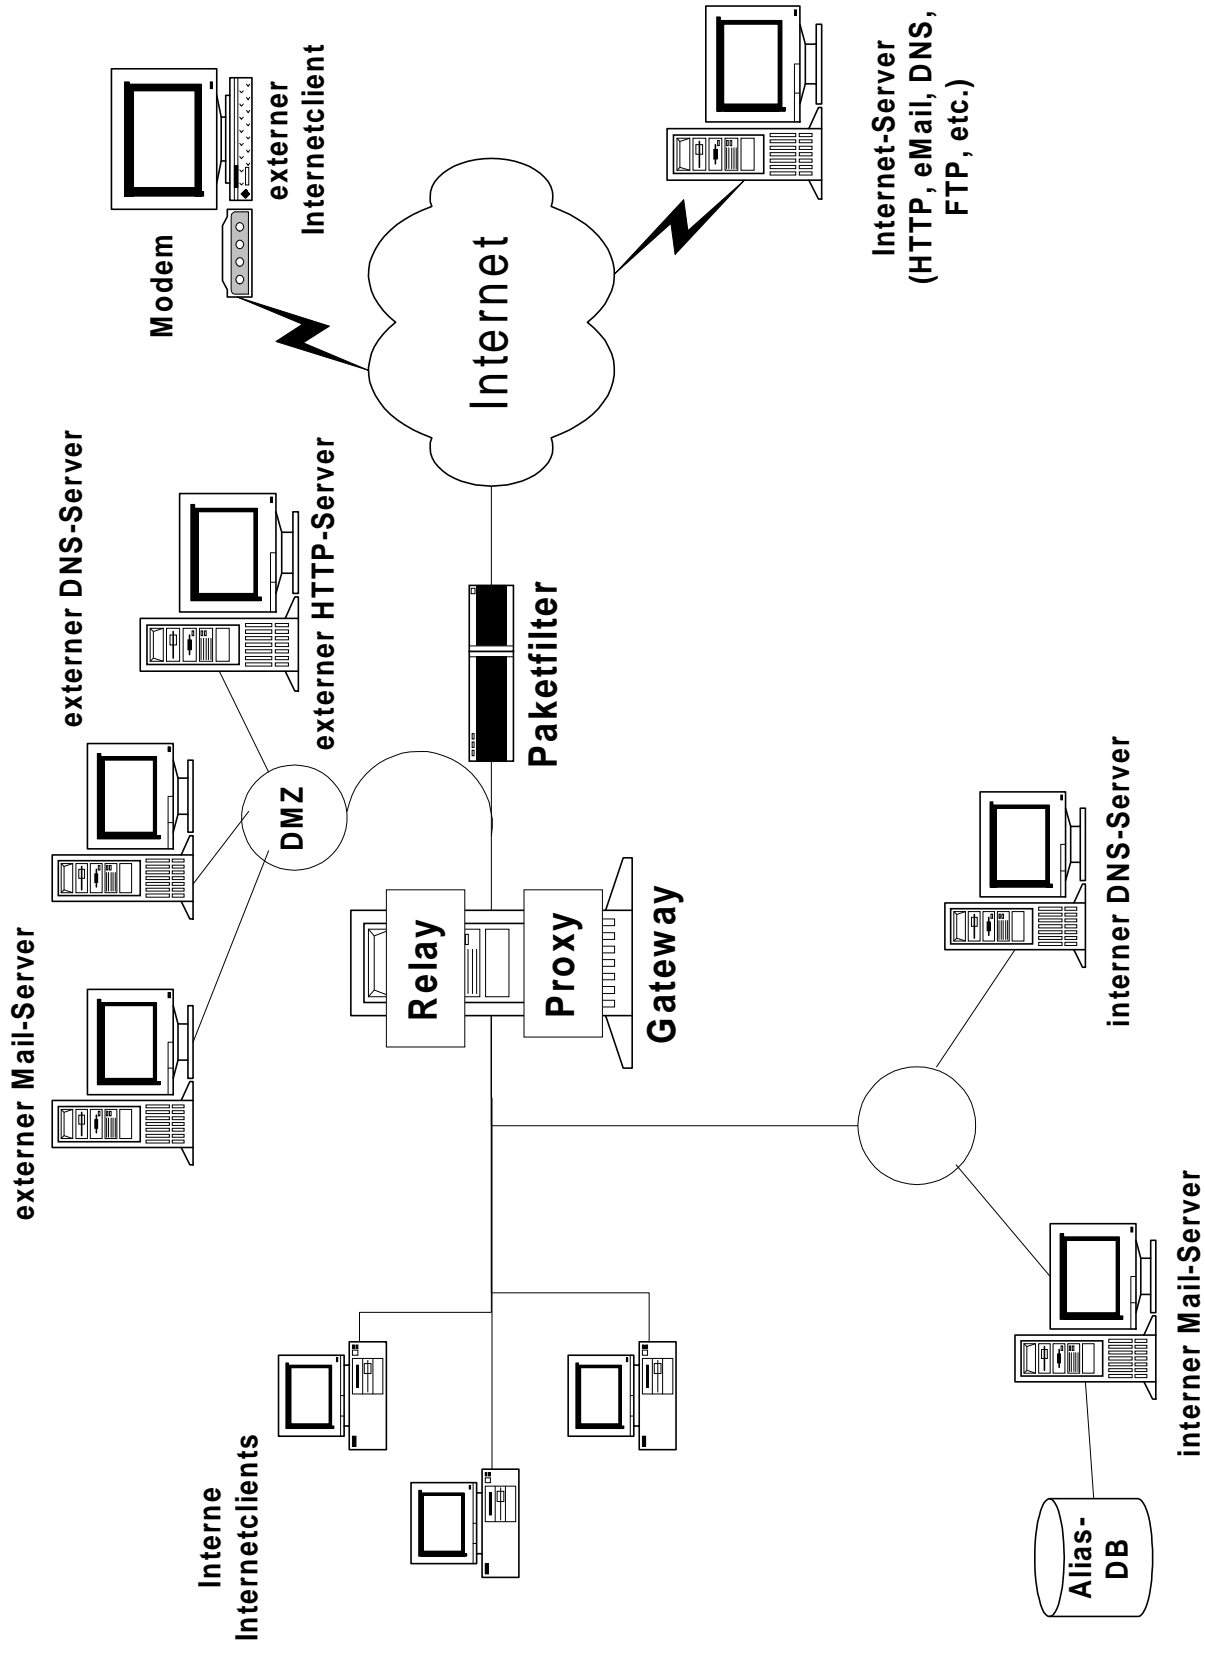 externer Mail-Server
externer DNS-Server
externer HTTP-Server
Modem
externer
Internetclient
DMZ
Interne
Internetclients
Relay
Proxy
Gateway
Paketfilter
Internet
Internet-Server
(HTTP, eMail, DNS,
FTP, etc.)
interner DNS-Server
interner Mail-Server
Alias-
DB